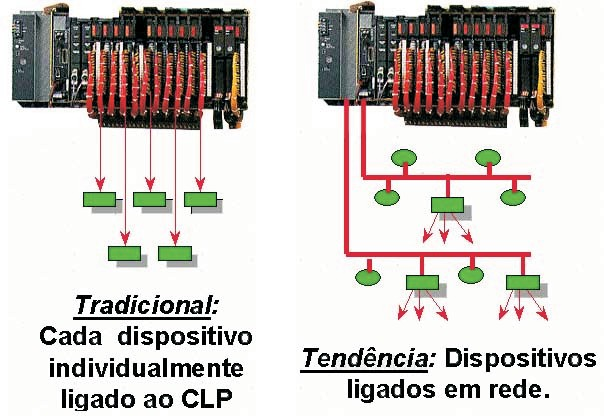 Tradicional:
Cada dispositivo
individualmente
ligado ao CLP
Tendência: Dispositivos
ligados em rede.